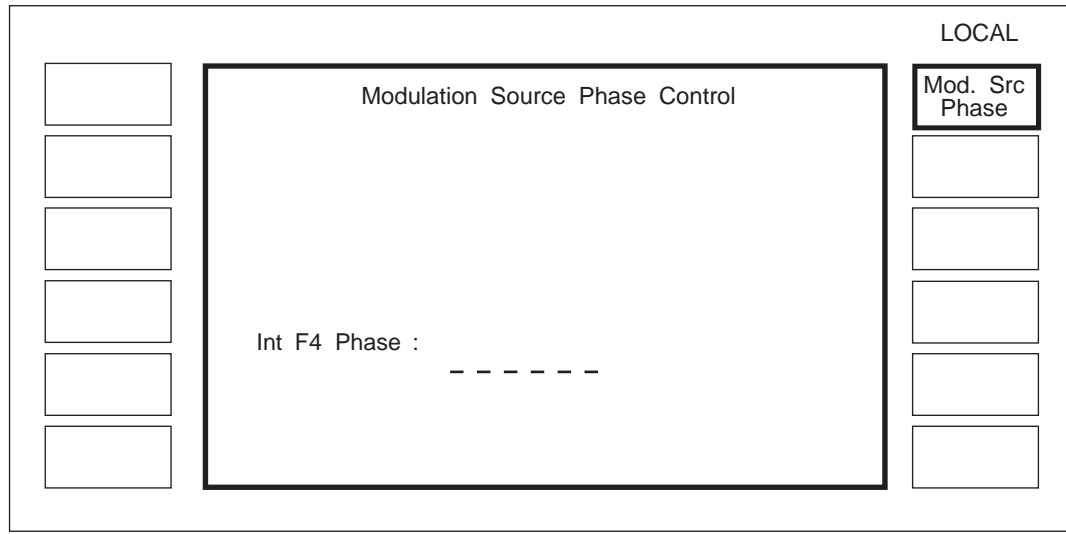 LOCAL
Modulation Source Phase Control
Mod. Src
Phase
Int F4 Phase :
_ _ _ _ _ _